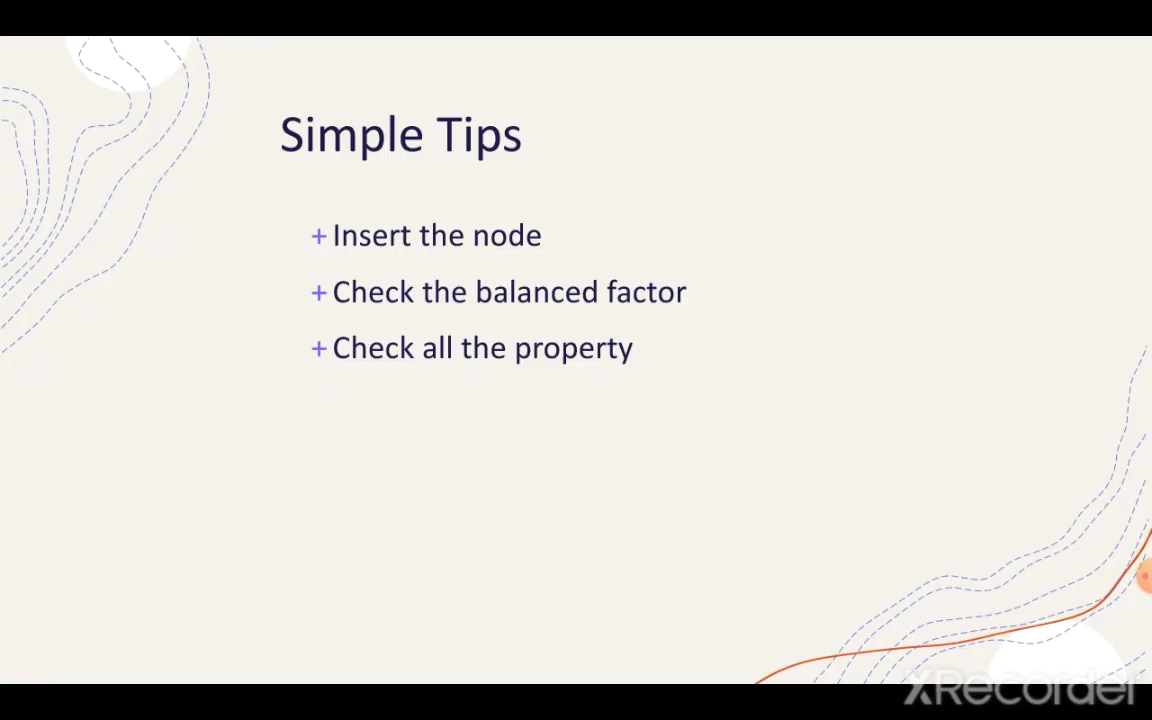 Simple Tips
+ Insert the node
+ Check the balanced factor
+ Check all the property
XRecorder